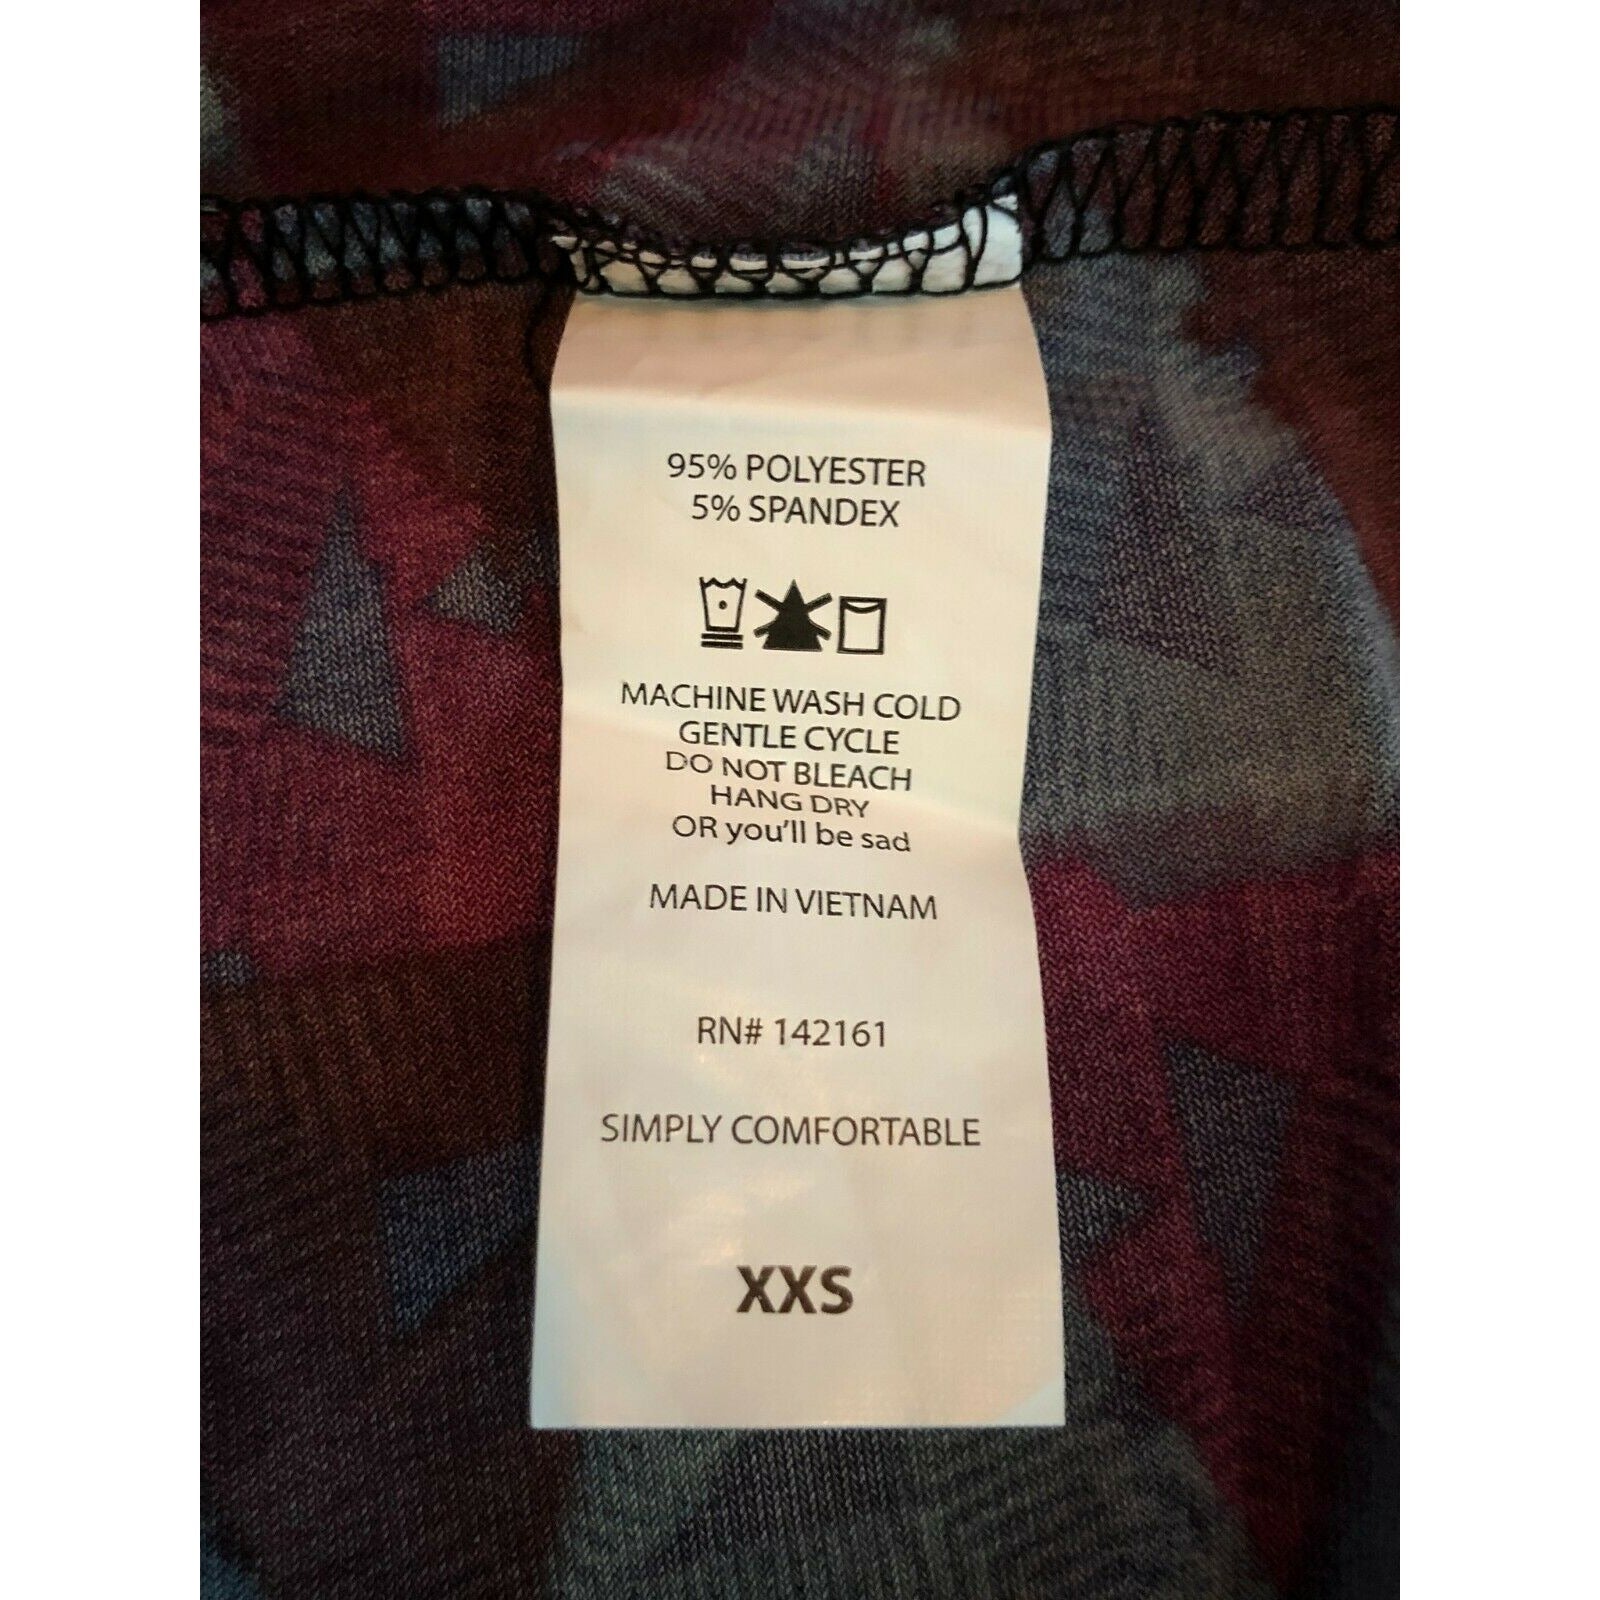 95% POLYESTER
5% SPANDEX
MACHINE WASH COLD
GENTLE CYCLE
DO NOT BLEACH
HANG DRY
OR you'll be sad
MADE IN VIETNAM
RN# 142161
SIMPLY COMFORTABLE
XXS